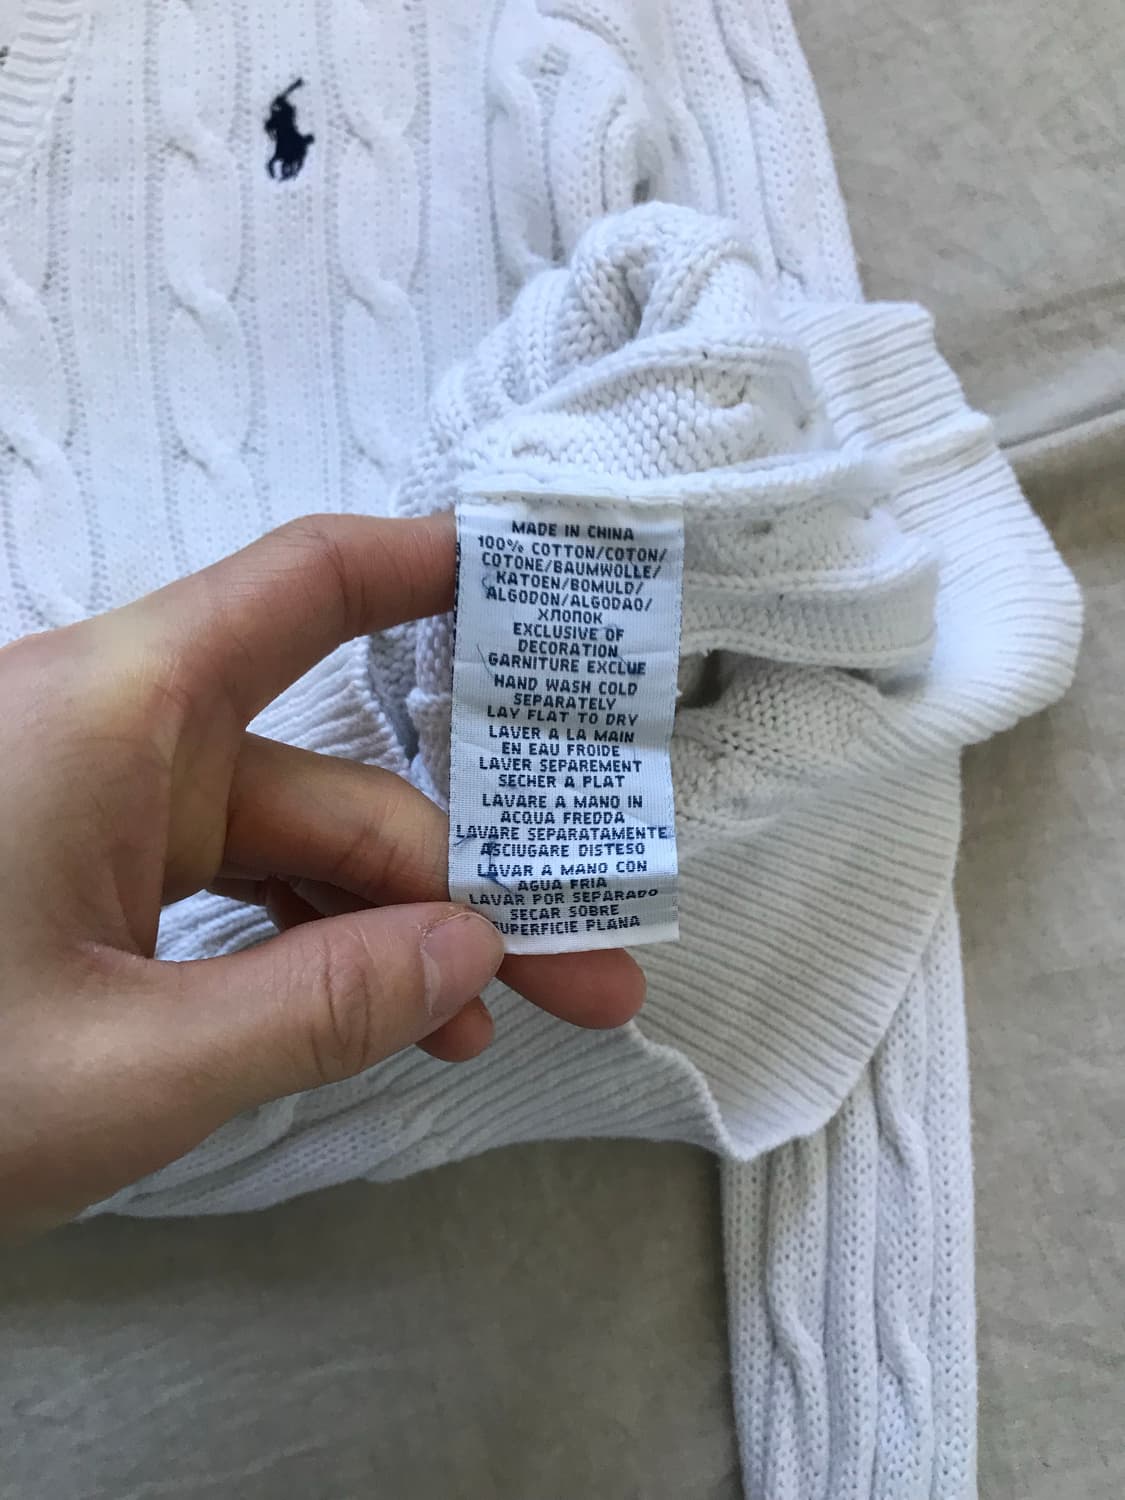 MADE IN CHINA
100% COTTON/COTON/
COTONE/BAUMWOLLE/
KATOEN/BOMULD/
ALGODON/ALGODAO/
ХЛОПОК
EXCLUSIVE OF
DECORATION
GARNITURE EXCLUE
HAND WASH COLD
SEPARATELY
LAY FLAT TO DRY
LAVER A LA MAIN
EN EAU FROIDE
LAVER SEPAREMENT
SECHER A PLAT
LAVARE A MANO IN
ACQUA FREDDA
LAVARE SEPARATAMENTE
ASCIUGARE DISTESO
LAVAR A MANO CON
AGUA FRIA
LAVAR POR SEPARADO
SECAR SOBRE
SUPERFICIE PLANA